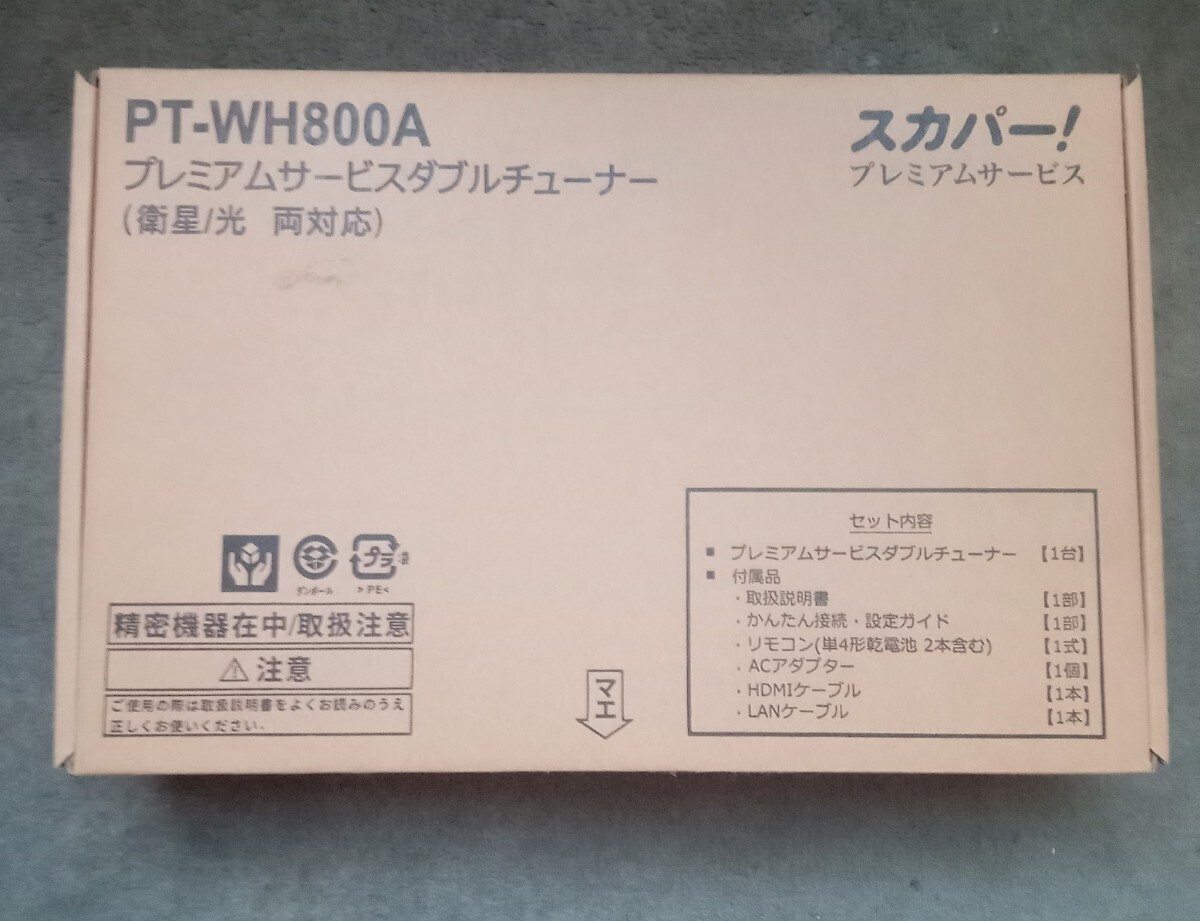 PT-WH800A
プレミアムサービスダブルチューナー
(衛星/光 両対応)
スカパー!
プレミアムサービス
セット内容
■ プレミアムサービスダブルチューナー 【1台】
■ 付属品
・取扱説明書 【1部】
・かんたん接続・設定ガイド 【1部】
・リモコン(単4形乾電池 2本含む) 【1式】
・ACアダプター 【1個】
・HDMIケーブル 【1本】
・LANケーブル 【1本】
ダンボール
プラ
>PE<
精密機器在中/取扱注意
⚠注意
ご使用の際は取扱説明書をよくお読みのうえ
正しくお使いください.
マエ